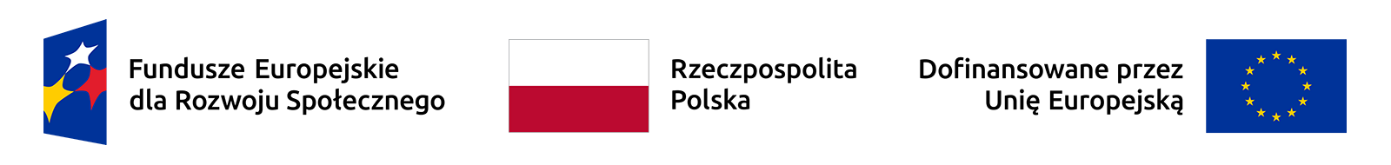 Fundusze Europejskie
dla Rozwoju Społecznego
Rzeczpospolita
Polska
Dofinansowane przez
Unię Europejską